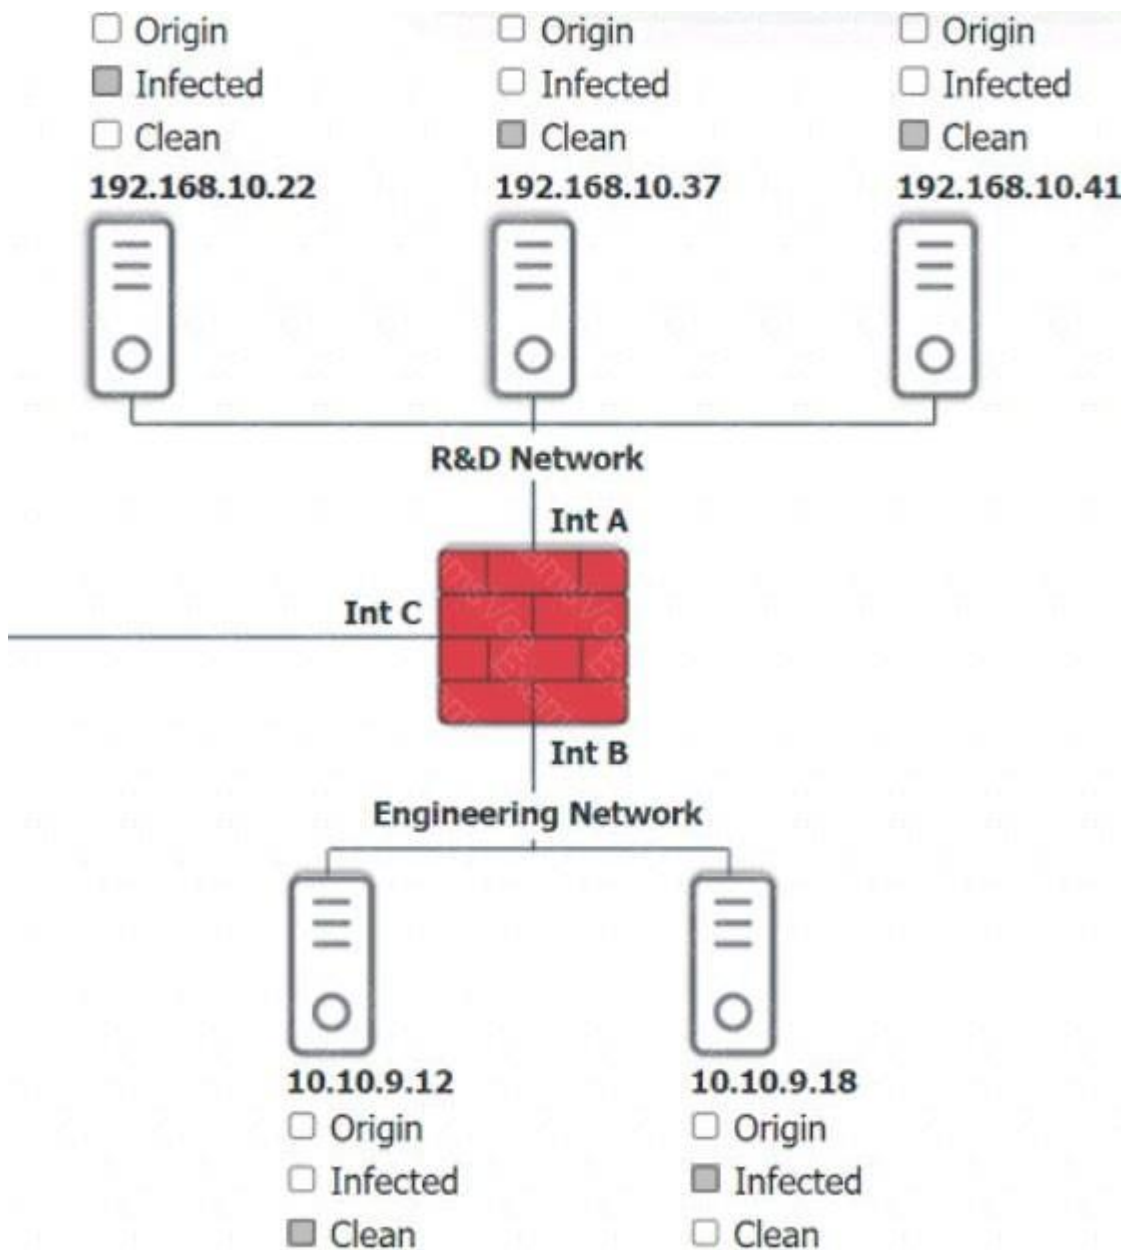 Origin Origin Origin
Infected Infected Infected
Clean Clean Clean
192.168.10.22 192.168.10.37 192.168.10.41
R&D Network
Int A
Int C
Int B
Engineering Network
10.10.9.12 10.10.9.18
Origin Origin
Infected Infected
Clean Clean